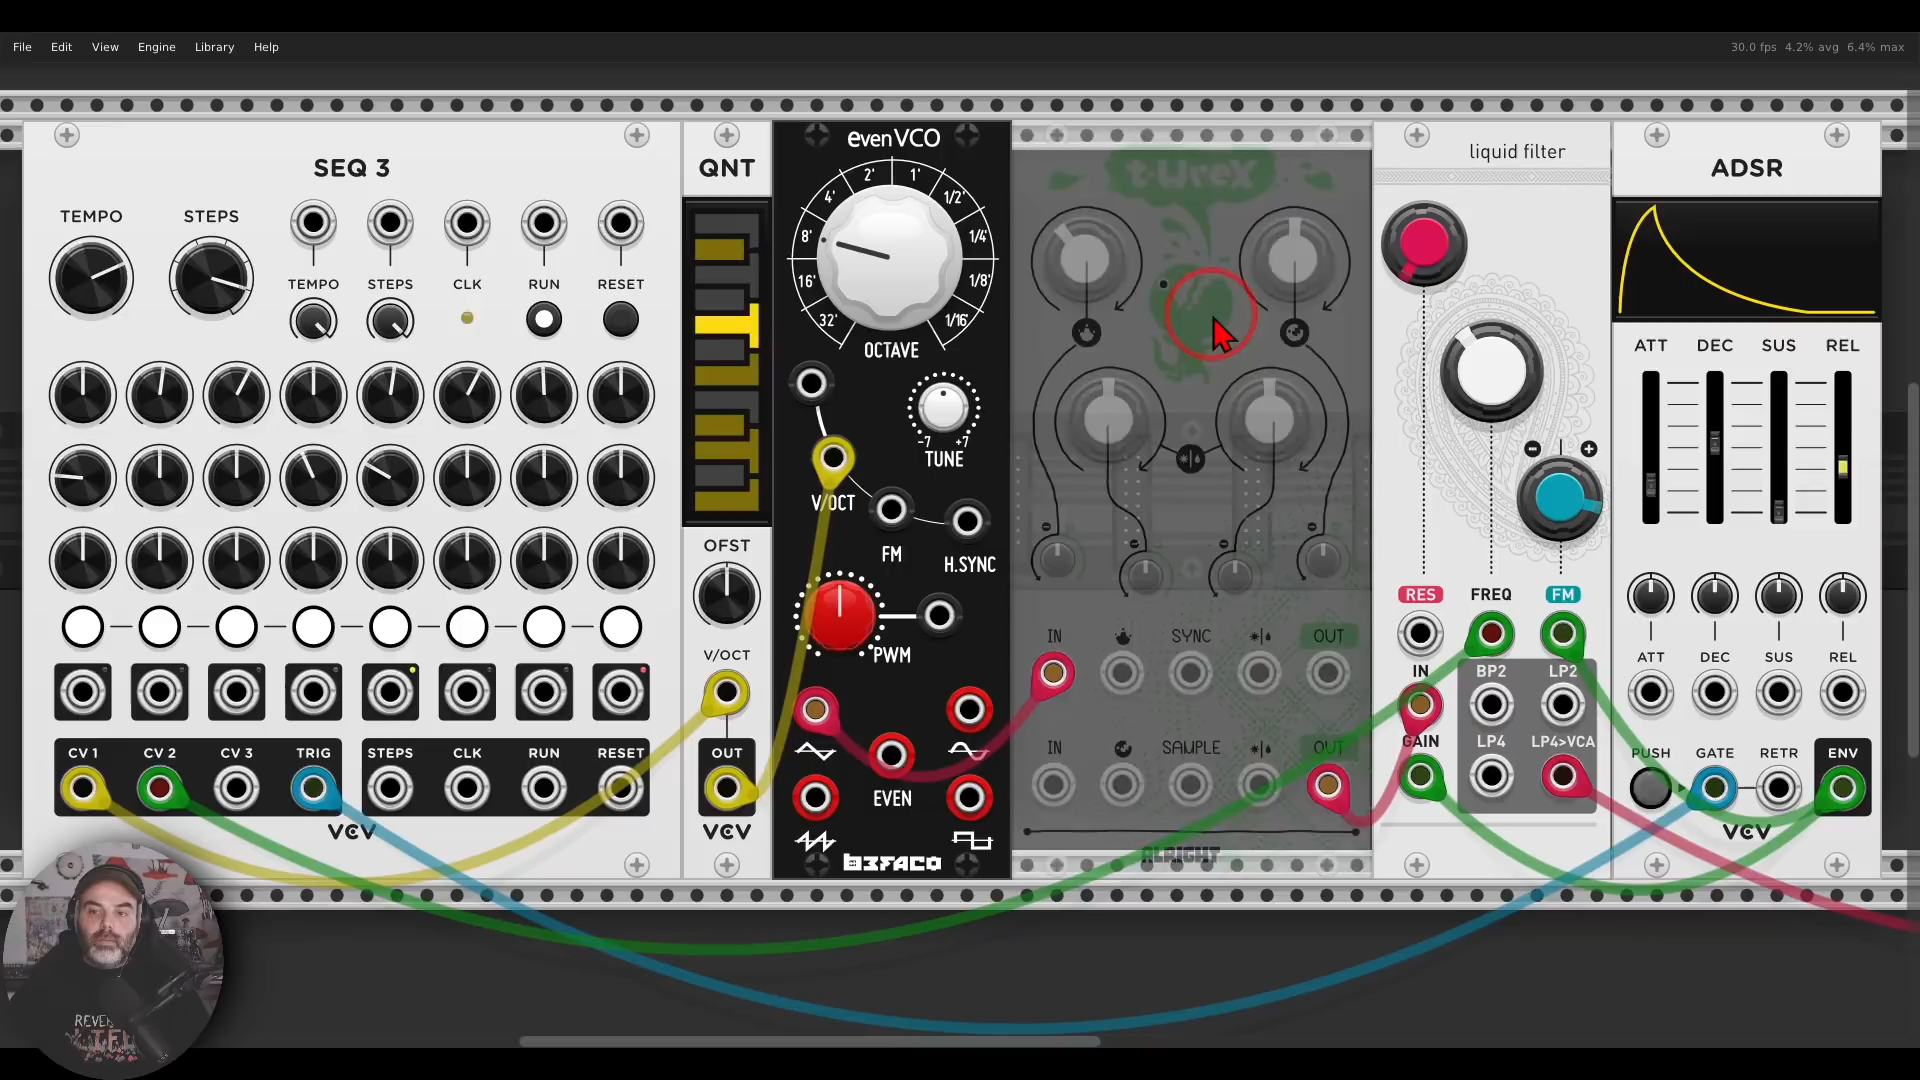 File Edit View Engine Library Help
30.0 fps 4.2% avg 6.4% max
SEQ 3
TEMPO STEPS
TEMPO STEPS CLK RUN RESET
CV 1 CV 2 CV 3 TRIG STEPS CLK RUN RESET
VCV
QNT
OFST
V/OCT
OUT
VCV
evenVCO
32' 16' 8' 4' 2' 1' 1/2' 1/4' 1/8' 1/16'
OCTAVE
-7 +7
TUNE
V/OCT
FM
H.SYNC
PWM
EVEN
BEFACO
t-UreX
IN SYNC OUT
IN SAMPLE OUT
ALRIGHT
liquid filter
RES FREQ FM
IN BP2 LP2
GAIN LP4 LP4>VCA
ADSR
ATT DEC SUS REL
ATT DEC SUS REL
PUSH GATE RETR ENV
VCV